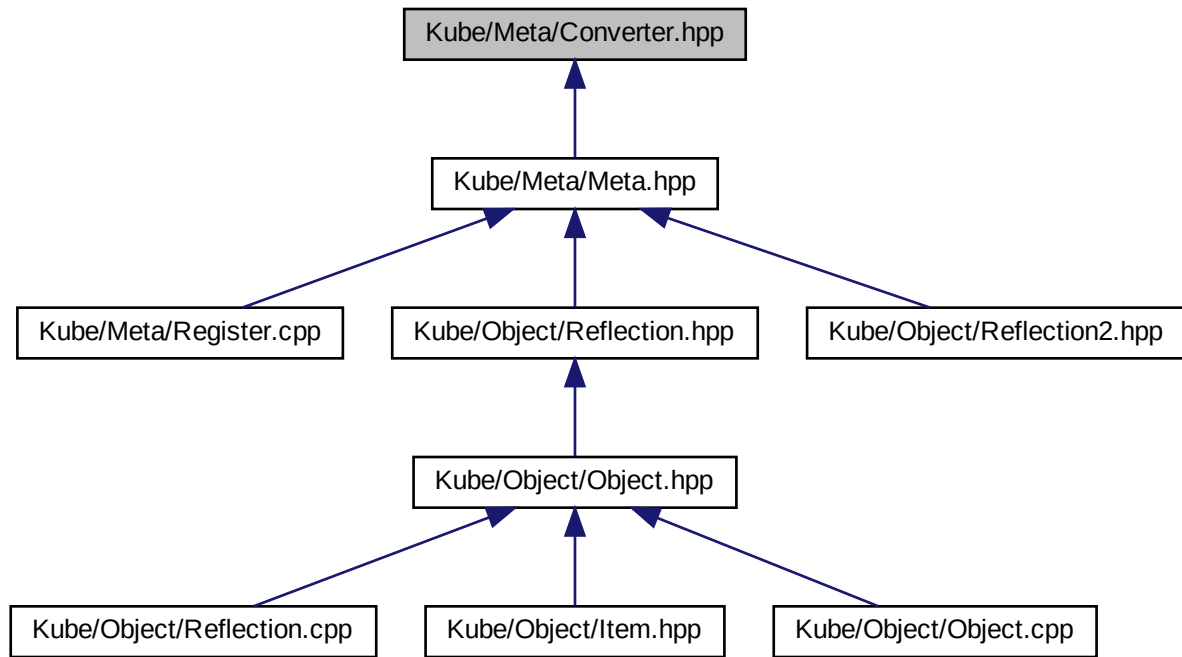 Kube/Meta/Converter.hpp
Kube/Meta/Meta.hpp
Kube/Meta/Register.cpp
Kube/Object/Reflection.hpp
Kube/Object/Reflection2.hpp
Kube/Object/Object.hpp
Kube/Object/Reflection.cpp
Kube/Object/Item.hpp
Kube/Object/Object.cpp